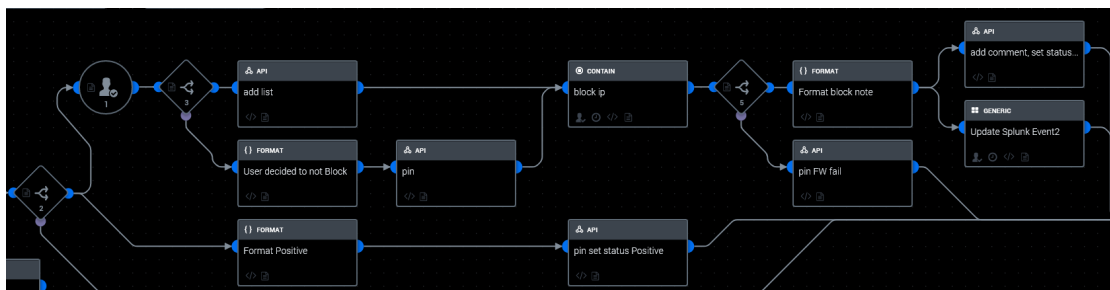 API
add comment, set status...
1
3
API
add list
CONTAIN
block ip
5
{} FORMAT
Format block note
GENERIC
Update Splunk Event2
{} FORMAT
User decided to not Block
API
pin
API
pin FW fail
2
{} FORMAT
Format Positive
API
pin set status Positive